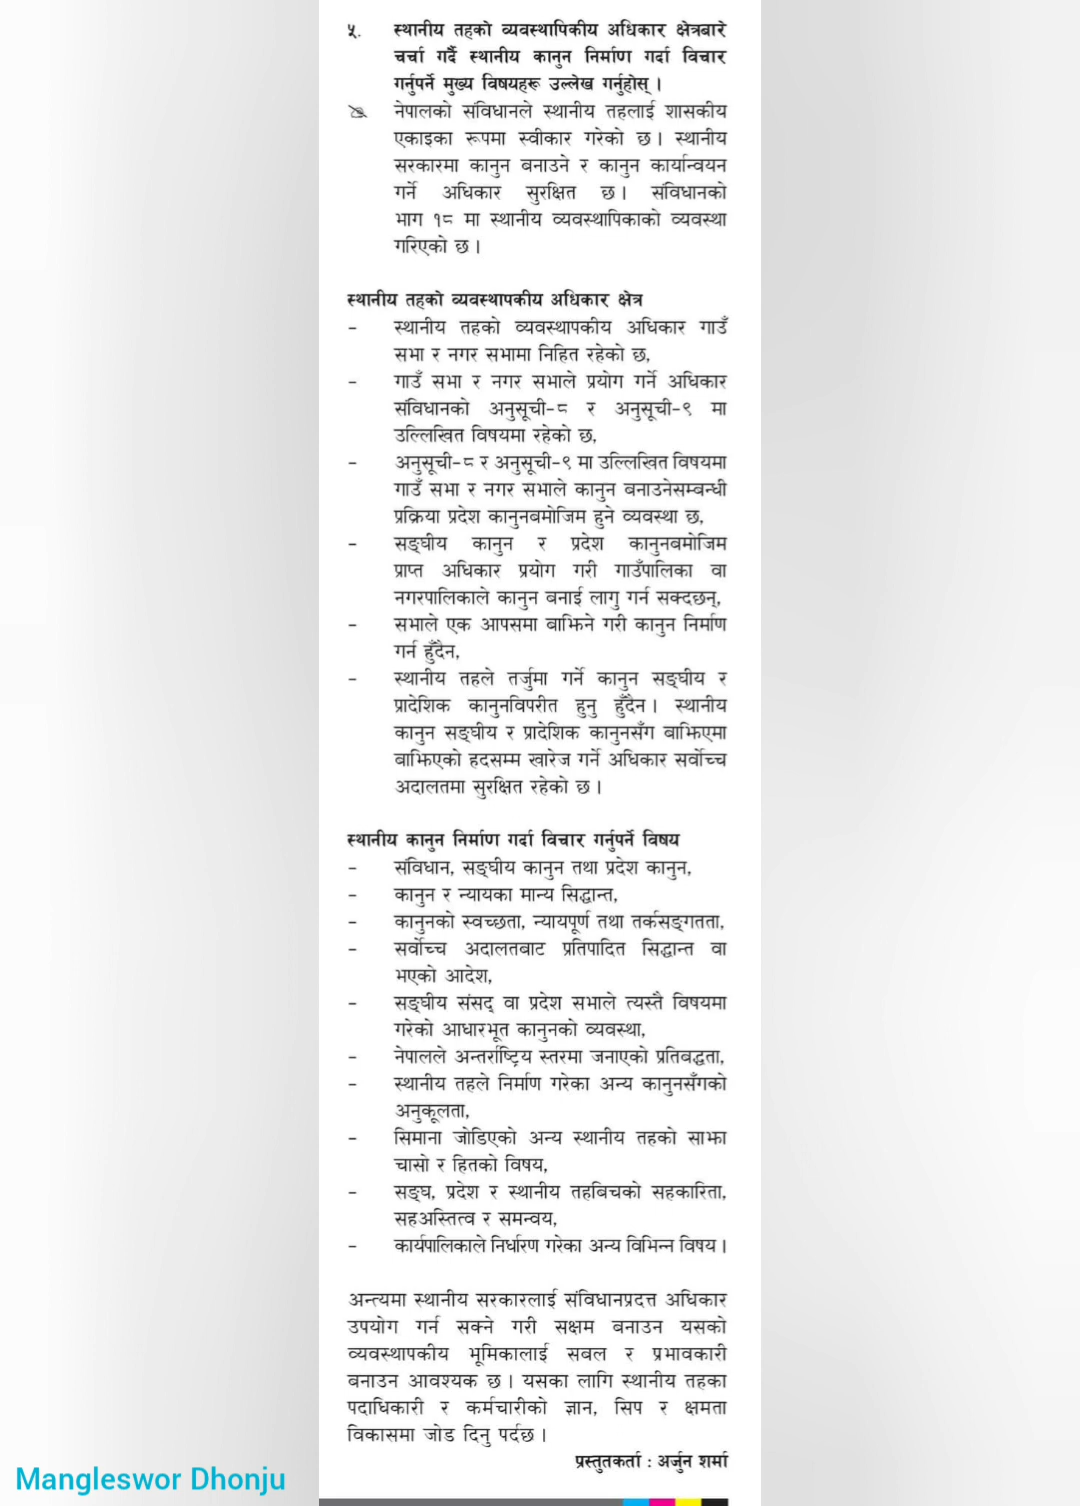 ५. स्थानीय तहको व्यवस्थापिकीय अधिकार क्षेत्रबारे
चर्चा गर्दै स्थानीय कानुन निर्माण गर्दा विचार
गर्नुपर्ने मुख्य विषयहरू उल्लेख गर्नुहोस् ।
नेपालको संविधानले स्थानीय तहलाई शासकीय
एकाइका रूपमा स्वीकार गरेको छ । स्थानीय
सरकारमा कानुन बनाउने र कानुन कार्यान्वयन
गर्ने अधिकार सुरक्षित छ । संविधानको
भाग १८ मा स्थानीय व्यवस्थापिकाको व्यवस्था
गरिएको छ ।
स्थानीय तहको व्यवस्थापकीय अधिकार क्षेत्र
- स्थानीय तहको व्यवस्थापकीय अधिकार गाउँ
सभा र नगर सभामा निहित रहेको छ,
- गाउँ सभा र नगर सभाले प्रयोग गर्ने अधिकार
संविधानको अनुसूची-८ र अनुसूची-९ मा
उल्लिखित विषयमा रहेको छ,
- अनुसूची-८ र अनुसूची-९ मा उल्लिखित विषयमा
गाउँ सभा र नगर सभाले कानुन बनाउनेसम्बन्धी
प्रक्रिया प्रदेश कानुनबमोजिम हुने व्यवस्था छ,
- सङ्घीय कानुन र प्रदेश कानुनबमोजिम
प्राप्त अधिकार प्रयोग गरी गाउँपालिका वा
नगरपालिकाले कानुन बनाई लागु गर्न सक्दछन्,
- सभाले एक आपसमा बाझिने गरी कानुन निर्माण
गर्न हुँदैन,
- स्थानीय तहले तर्जुमा गर्ने कानुन सङ्घीय र
प्रादेशिक कानुनविपरीत हुनु हुँदैन । स्थानीय
कानुन सङ्घीय र प्रादेशिक कानुनसँग बाझिएमा
बाझिएको हदसम्म खारेज गर्ने अधिकार सर्वोच्च
अदालतमा सुरक्षित रहेको छ ।
स्थानीय कानुन निर्माण गर्दा विचार गर्नुपर्ने विषय
- संविधान, सङ्घीय कानुन तथा प्रदेश कानुन,
- कानुन र न्यायका मान्य सिद्धान्त,
- कानुनको स्वच्छता, न्यायपूर्ण तथा तर्कसङ्गतता,
- सर्वोच्च अदालतबाट प्रतिपादित सिद्धान्त वा
भएको आदेश,
- सङ्घीय संसद् वा प्रदेश सभाले त्यस्तै विषयमा
गरेको आधारभूत कानुनको व्यवस्था,
- नेपालले अन्तर्राष्ट्रिय स्तरमा जनाएको प्रतिबद्धता,
- स्थानीय तहले निर्माण गरेका अन्य कानुनसँगको
अनुकूलता,
- सिमाना जोडिएको अन्य स्थानीय तहको साझा
चासो र हितको विषय,
- सङ्घ, प्रदेश र स्थानीय तहबिचको सहकारिता,
सहअस्तित्व र समन्वय,
- कार्यपालिकाले निर्धारण गरेका अन्य विभिन्न विषय ।
अन्त्यमा स्थानीय सरकारलाई संविधानप्रदत्त अधिकार
उपयोग गर्न सक्ने गरी सक्षम बनाउन यसको
व्यवस्थापकीय भूमिकालाई सबल र प्रभावकारी
बनाउन आवश्यक छ । यसका लागि स्थानीय तहका
पदाधिकारी र कर्मचारीको ज्ञान, सिप र क्षमता
विकासमा जोड दिनु पर्दछ ।
प्रस्तुतकर्ता : अर्जुन शर्मा
Mangleswor Dhonju